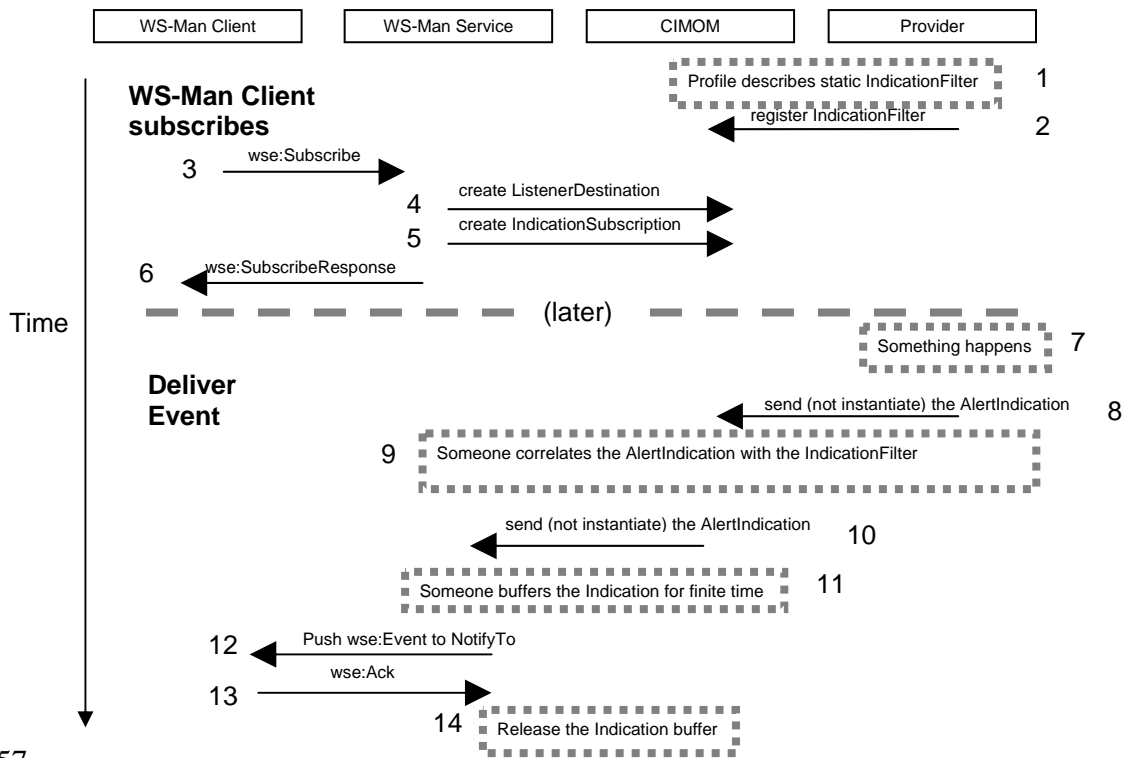 WS-Man Client
WS-Man Service
CIMOM
Provider
Profile describes static IndicationFilter
1
WS-Man Client
subscribes
register IndicationFilter
2
3
wse:Subscribe
4
create ListenerDestination
5
create IndicationSubscription
6
wse:SubscribeResponse
Time
(later)
Something happens
7
Deliver
Event
send (not instantiate) the AlertIndication
8
9
Someone correlates the AlertIndication with the IndicationFilter
send (not instantiate) the AlertIndication
10
Someone buffers the Indication for finite time
11
12
Push wse:Event to NotifyTo
13
wse:Ack
14
Release the Indication buffer